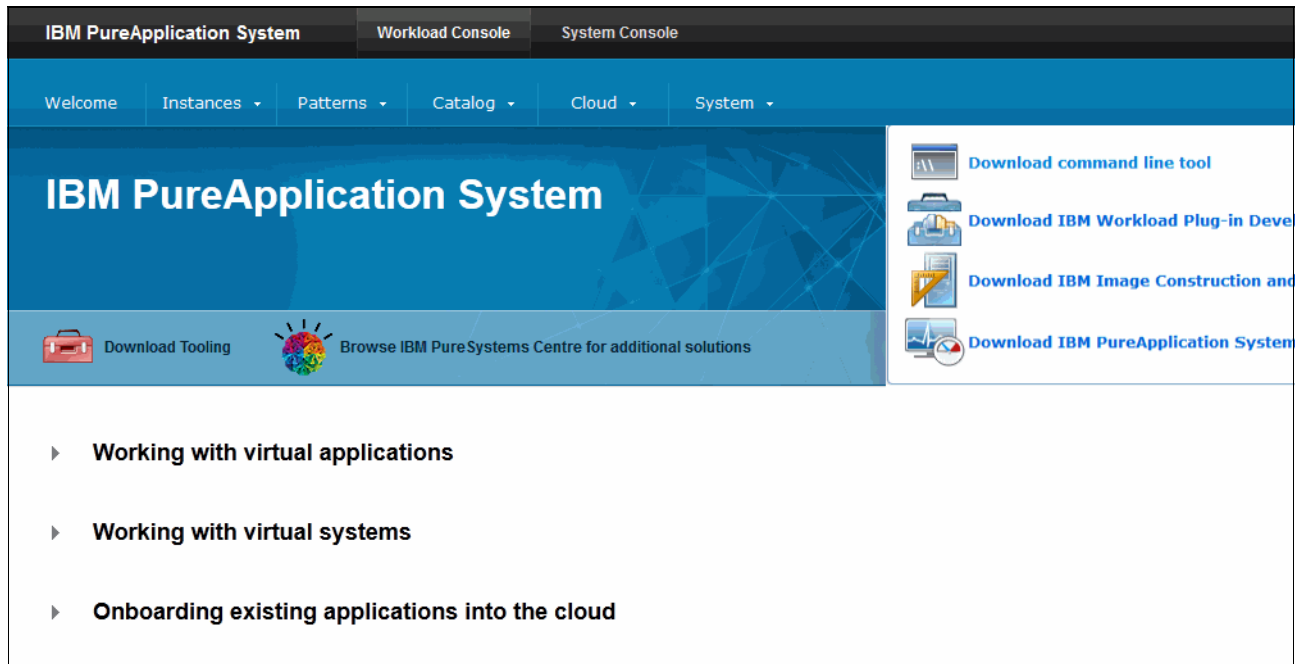 IBM PureApplication System Workload Console System Console
Welcome Instances Patterns Catalog Cloud System
IBM PureApplication System
Download command line tool
Download IBM Workload Plug-in Deve
Download IBM Image Construction and
Download IBM PureApplication System
Download Tooling Browse IBM PureSystems Centre for additional solutions
Working with virtual applications
Working with virtual systems
Onboarding existing applications into the cloud